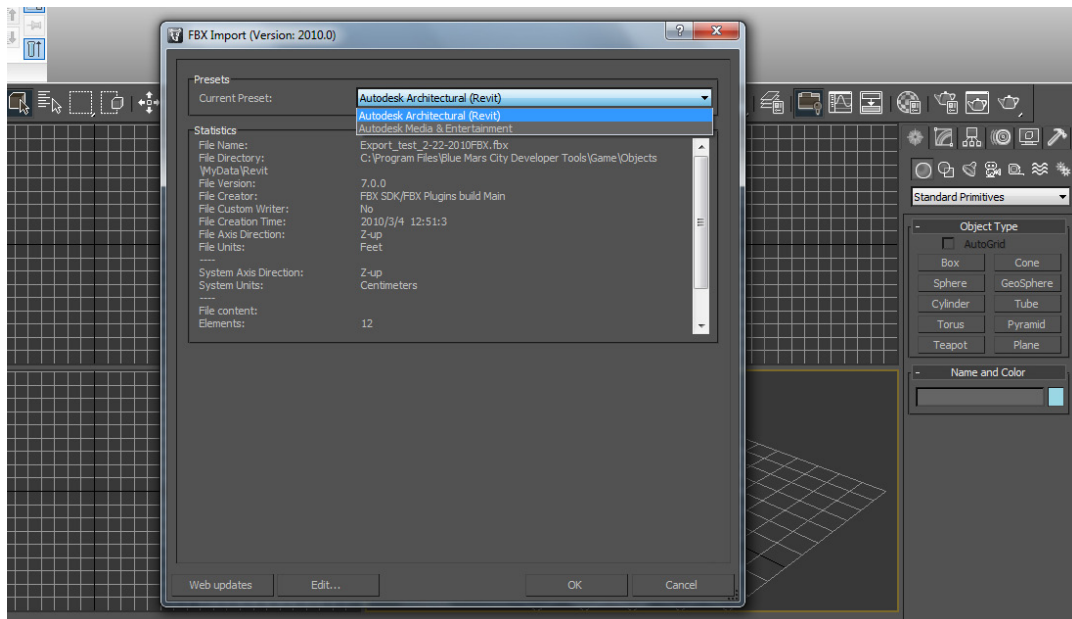 FBX Import (Version: 2010.0)
Presets
Current Preset:
Autodesk Architectural (Revit)
Autodesk Architectural (Revit)
Autodesk Media & Entertainment
Statistics
File Name: Export_test_2-22-2010FBX.fbx
File Directory: C:\Program Files\Blue Mars City Developer Tools\Game\Objects
\MyData\Revit
File Version: 7.0.0
File Creator: FBX SDK/FBX Plugins build Main
File Custom Writer: No
File Creation Time: 2010/3/4 12:51:3
File Axis Direction: Z-up
File Units: Feet
----
System Axis Direction: Z-up
System Units: Centimeters
----
File content:
Elements: 12
Web updates
Edit...
OK
Cancel
Standard Primitives
- Object Type
AutoGrid
Box Cone
Sphere GeoSphere
Cylinder Tube
Torus Pyramid
Teapot Plane
- Name and Color